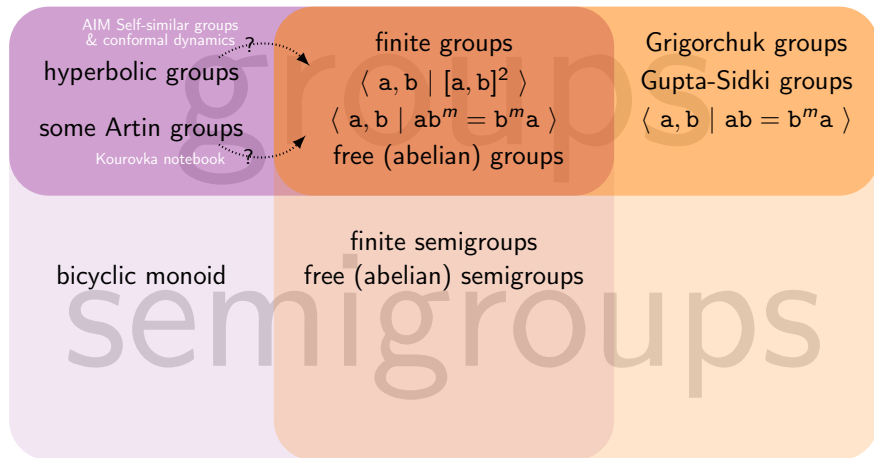 AIM Self-similar groups
& conformal dynamics
?
hyperbolic groups
some Artin groups
?
Kourovka notebook
finite groups
⟨ a, b | [a, b]² ⟩
⟨ a, b | abᵐ = bᵐa ⟩
free (abelian) groups
Grigorchuk groups
Gupta-Sidki groups
⟨ a, b | ab = bᵐa ⟩
groups
bicyclic monoid
finite semigroups
free (abelian) semigroups
semigroups